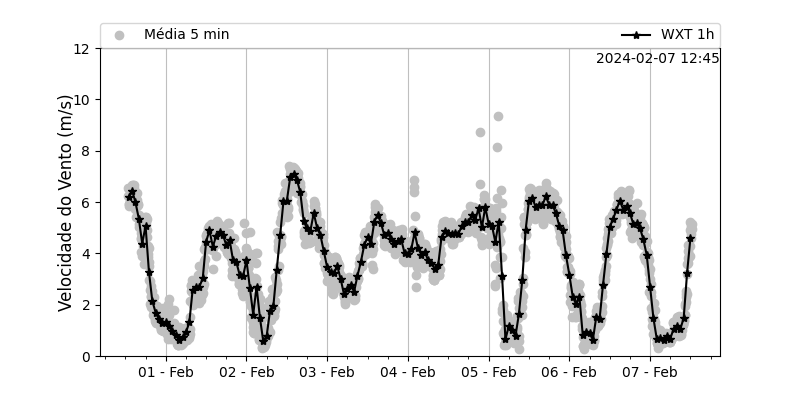 Média 5 min
WXT 1h
2024-02-07 12:45
Velocidade do Vento (m/s)
12
10
8
6
4
2
0
01 - Feb
02 - Feb
03 - Feb
04 - Feb
05 - Feb
06 - Feb
07 - Feb